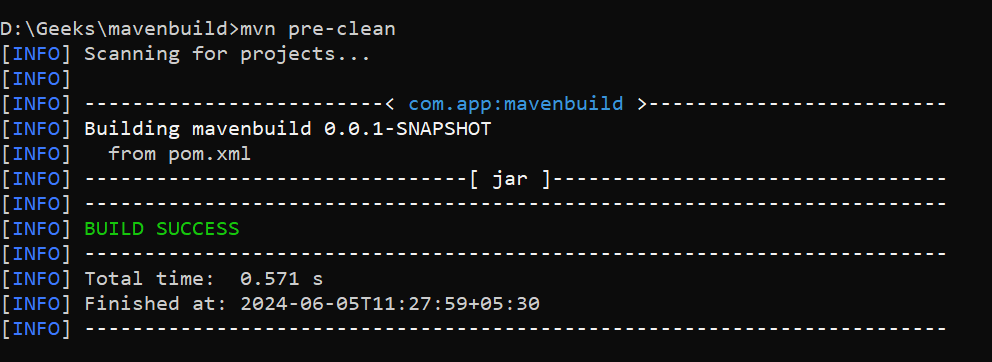 D:\Geeks\mavenbuild>mvn pre-clean
[INFO] Scanning for projects...
[INFO]
[INFO] -------------------------< com.app:mavenbuild >-------------------------
[INFO] Building mavenbuild 0.0.1-SNAPSHOT
[INFO]   from pom.xml
[INFO] --------------------------------[ jar ]---------------------------------
[INFO] ------------------------------------------------------------------------
[INFO] BUILD SUCCESS
[INFO] ------------------------------------------------------------------------
[INFO] Total time:  0.571 s
[INFO] Finished at: 2024-06-05T11:27:59+05:30
[INFO] ------------------------------------------------------------------------